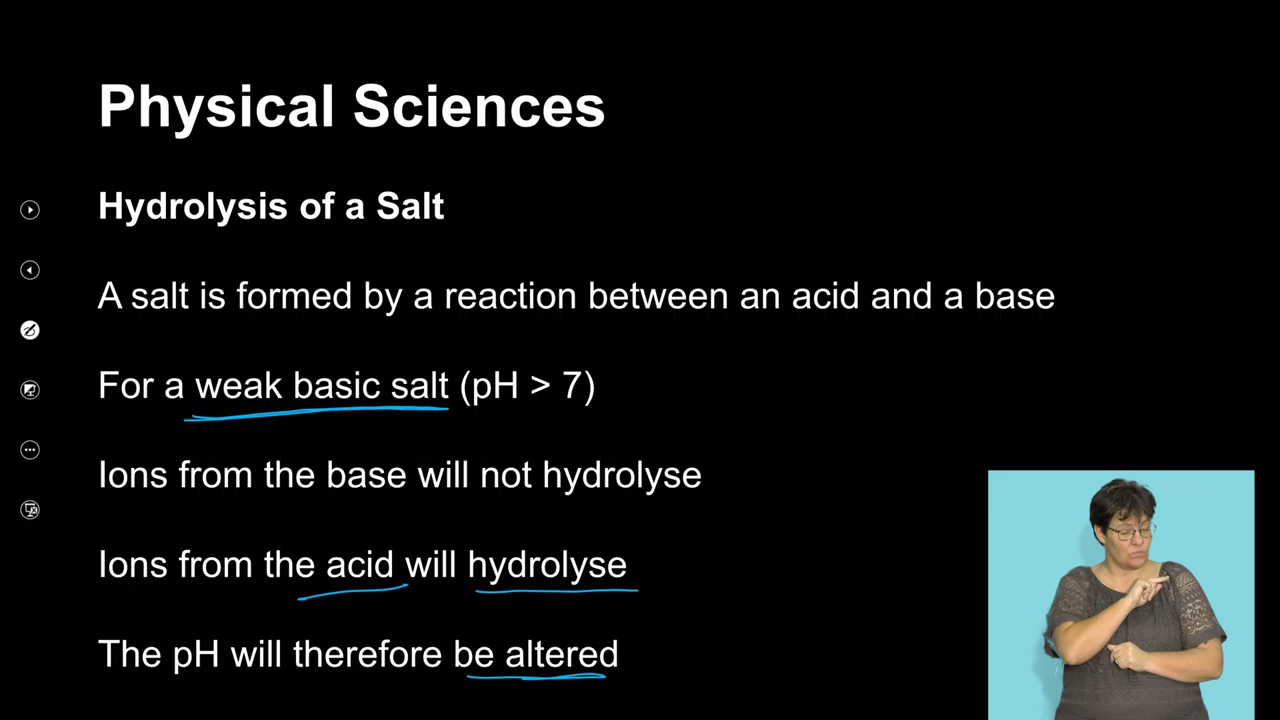 Physical Sciences
Hydrolysis of a Salt
A salt is formed by a reaction between an acid and a base
For a weak basic salt (pH > 7)
Ions from the base will not hydrolyse
Ions from the acid will hydrolyse
The pH will therefore be altered